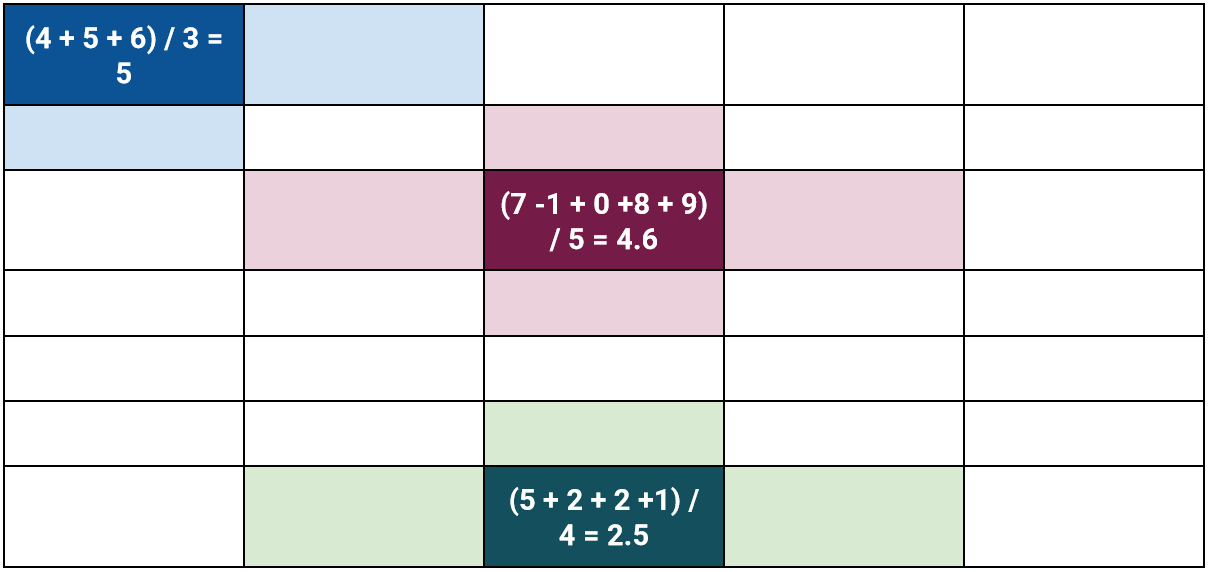 (4 + 5 + 6) / 3 =
5
(7 -1 + 0 +8 + 9)
/ 5 = 4.6
(5 + 2 + 2 +1) /
4 = 2.5